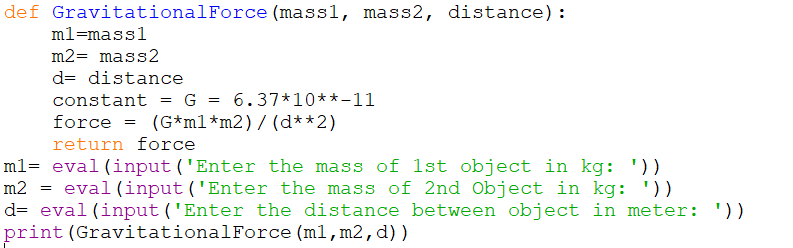 def GravitationalForce(mass1, mass2, distance):
    m1=mass1
    m2= mass2
    d= distance
    constant = G = 6.37*10**-11
    force = (G*m1*m2)/(d**2)
    return force
m1= eval(input('Enter the mass of 1st object in kg: '))
m2 = eval(input('Enter the mass of 2nd Object in kg: '))
d= eval(input('Enter the distance between object in meter: '))
print(GravitationalForce(m1,m2,d))